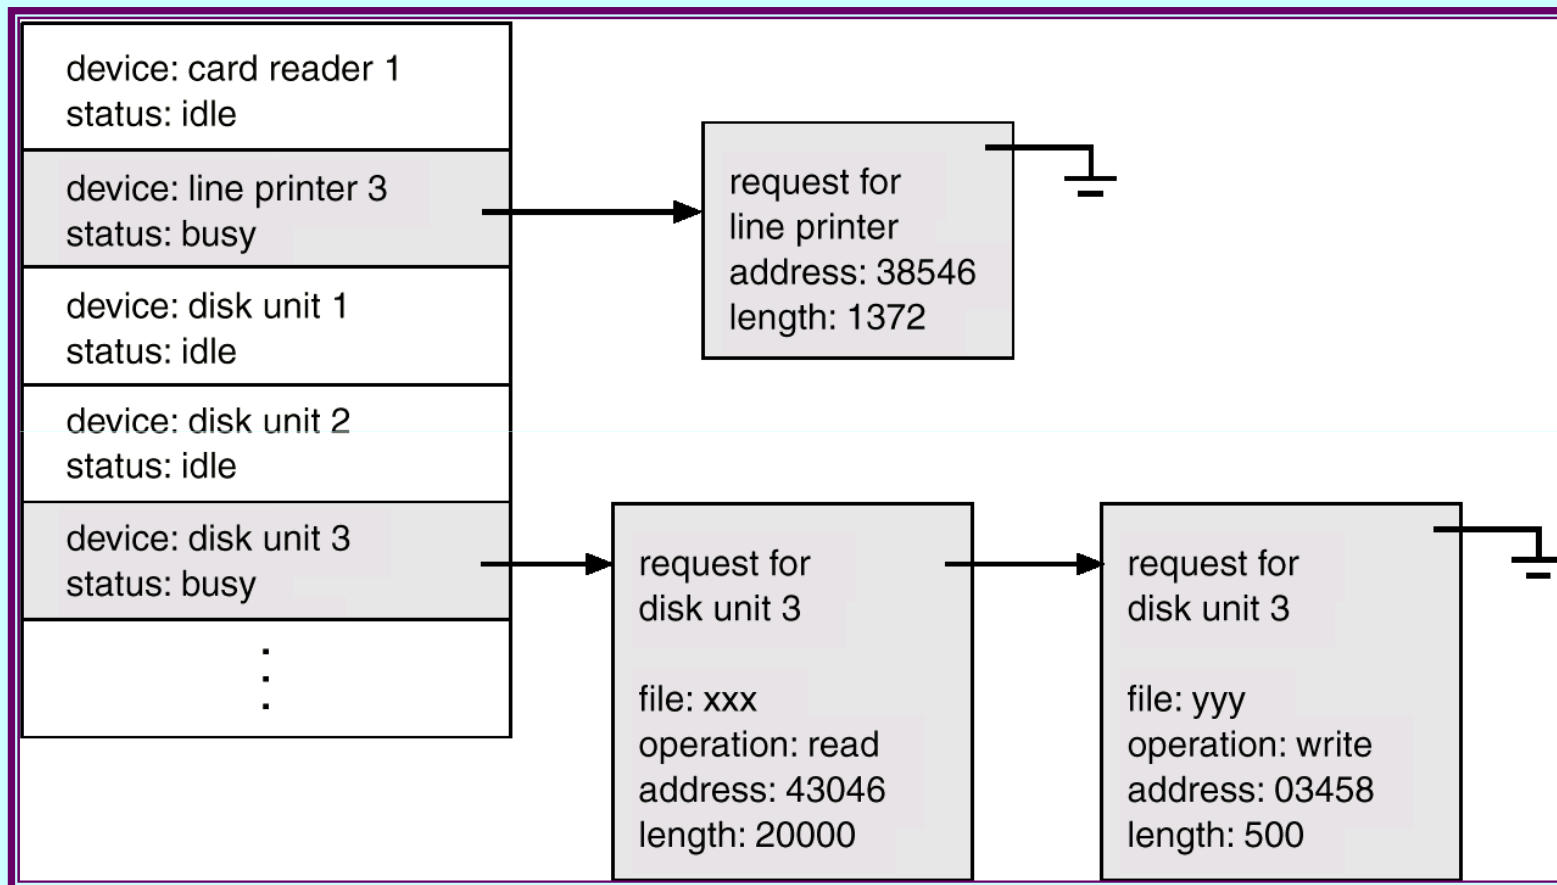 device: card reader 1
status: idle
device: line printer 3
status: busy
device: disk unit 1
status: idle
device: disk unit 2
status: idle
device: disk unit 3
status: busy
request for
line printer
address: 38546
length: 1372
request for
disk unit 3
file: xxx
operation: read
address: 43046
length: 20000
request for
disk unit 3
file: yyy
operation: write
address: 03458
length: 500